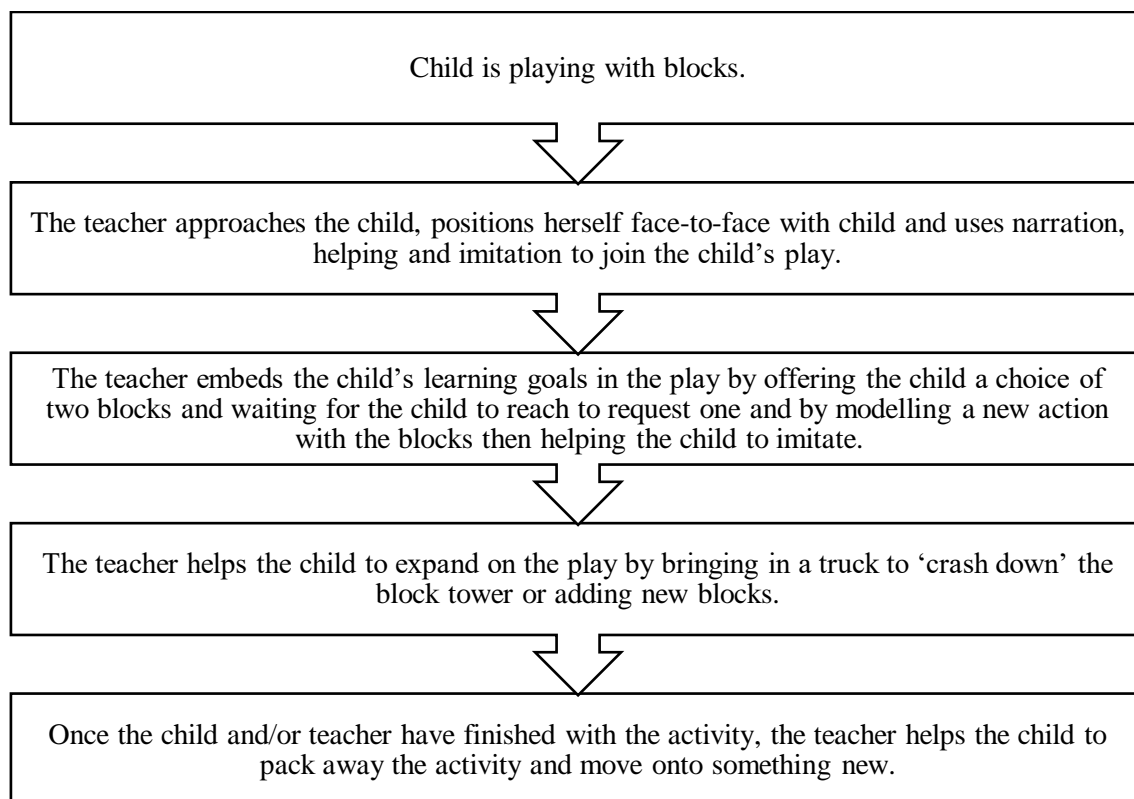 Child is playing with blocks.
The teacher approaches the child, positions herself face-to-face with child and uses narration,
helping and imitation to join the child’s play.
The teacher embeds the child’s learning goals in the play by offering the child a choice of
two blocks and waiting for the child to reach to request one and by modelling a new action
with the blocks then helping the child to imitate.
The teacher helps the child to expand on the play by bringing in a truck to ‘crash down’ the
block tower or adding new blocks.
Once the child and/or teacher have finished with the activity, the teacher helps the child to
pack away the activity and move onto something new.